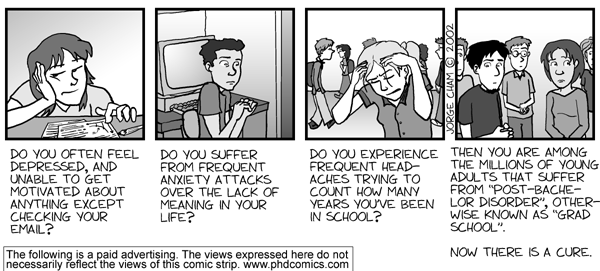 DO YOU OFTEN FEEL
DEPRESSED, AND
UNABLE TO GET
MOTIVATED ABOUT
ANYTHING EXCEPT
CHECKING YOUR
EMAIL?
DO YOU SUFFER
FROM FREQUENT
ANXIETY ATTACKS
OVER THE LACK OF
MEANING IN YOUR
LIFE?
DO YOU EXPERIENCE
FREQUENT HEAD-
ACHES TRYING TO
COUNT HOW MANY
YEARS YOU'VE BEEN
IN SCHOOL?
JORGE CHAM © 2002
THEN YOU ARE AMONG
THE MILLIONS OF YOUNG
ADULTS THAT SUFFER
FROM "POST-BACHE-
LOR DISORDER", OTHER-
WISE KNOWN AS "GRAD
SCHOOL".
NOW THERE IS A CURE.
The following is a paid advertising. The views expressed here do not
necessarily reflect the views of this comic strip. www.phdcomics.com